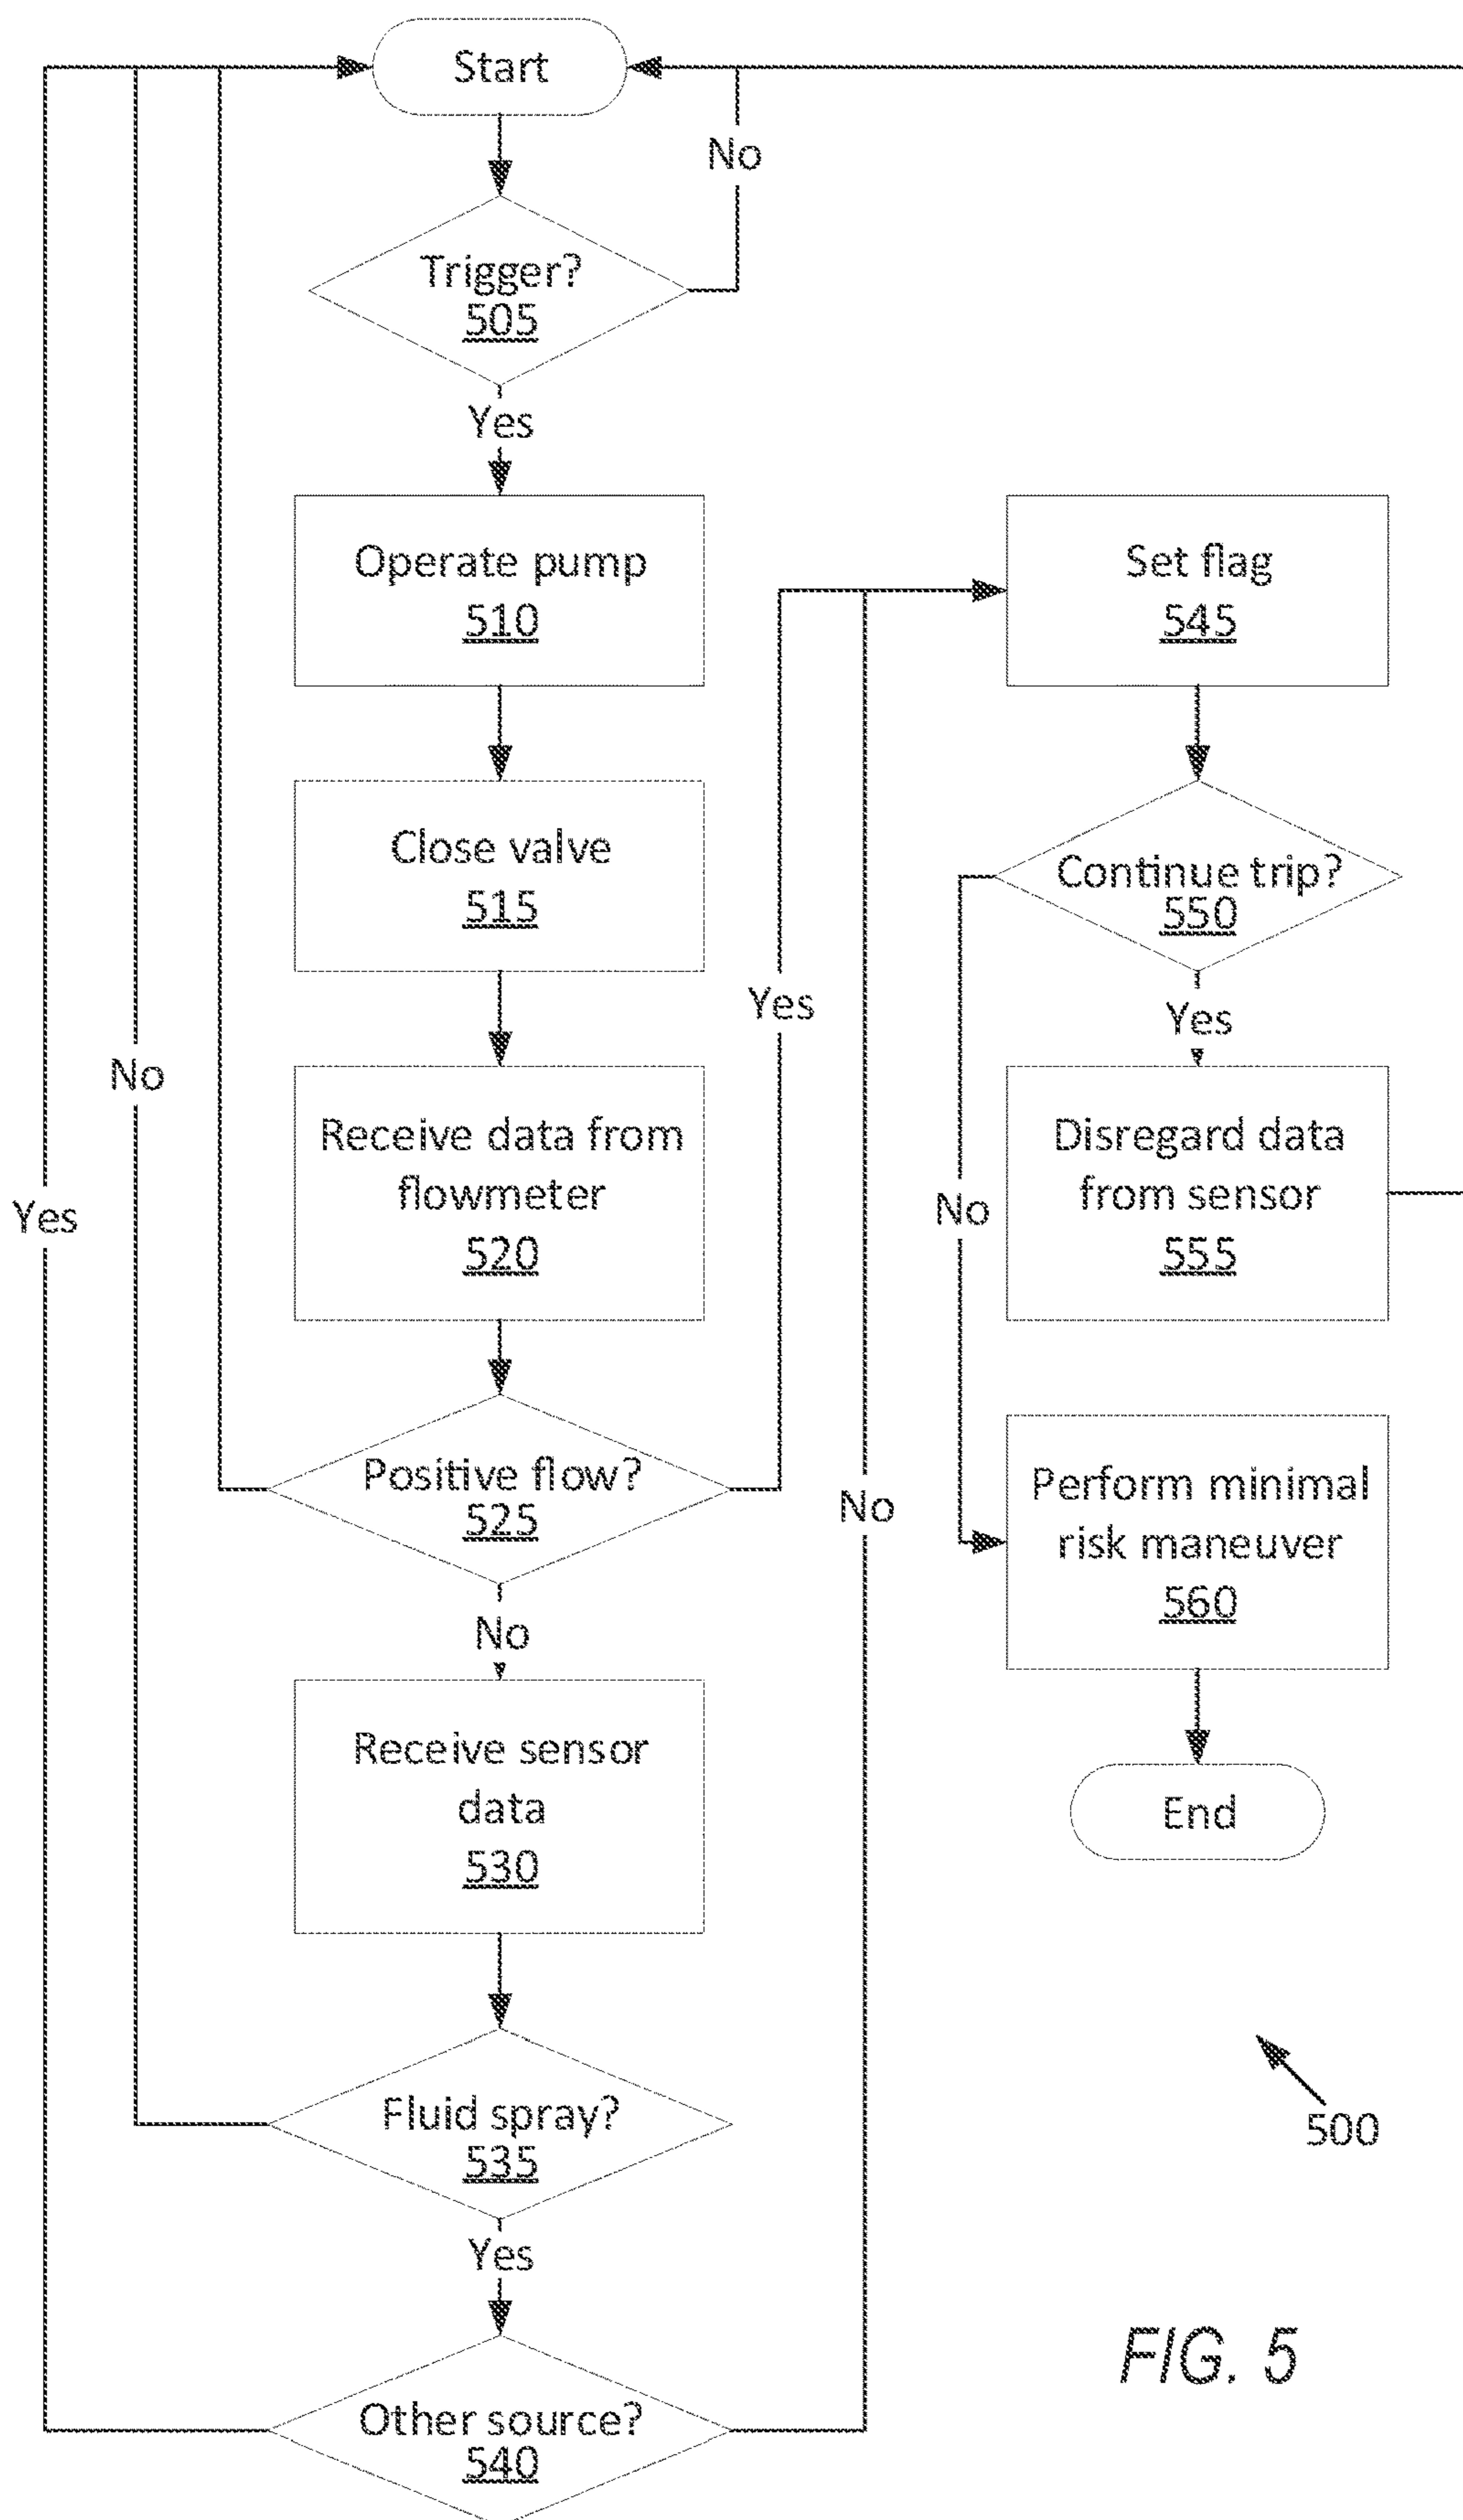 Start
No
Trigger?
505
Yes
Operate pump
510
Close valve
515
Receive data from
flowmeter
520
Positive flow?
525
No
Receive sensor
data
530
Fluid spray?
535
Yes
Other source?
540
Yes
No
Yes
No
Set flag
545
Continue trip?
550
Yes
No
Disregard data
from sensor
555
Perform minimal
risk maneuver
560
End
500
FIG. 5